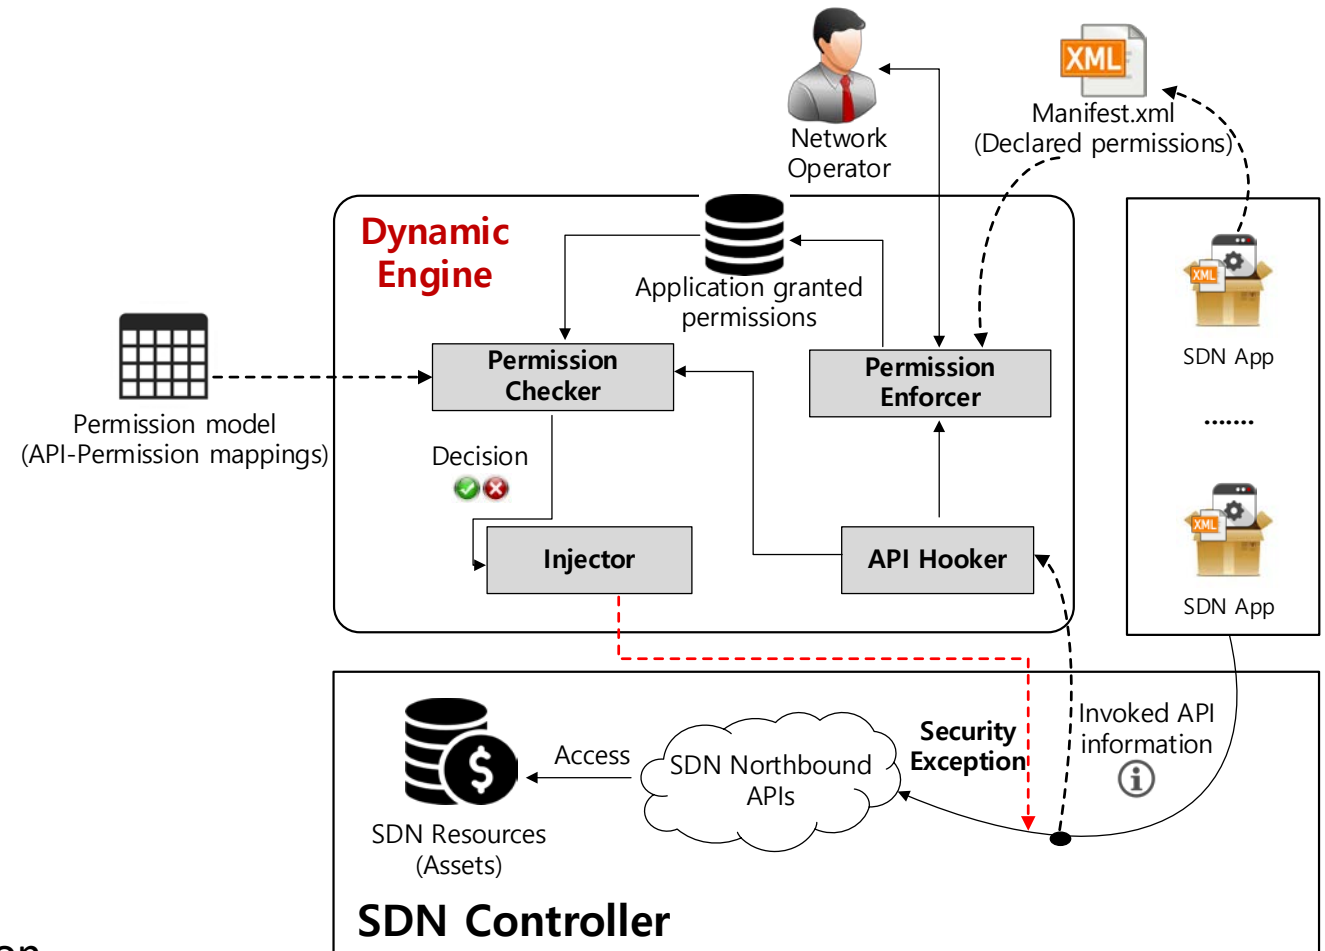 XML
Manifest.xml
(Declared permissions)
Network
Operator
Dynamic
Engine
Application granted
permissions
XML
SDN App
Permission
Checker
Permission
Enforcer
Permission model
(API-Permission mappings)
.......
Decision
XML
SDN App
Injector
API Hooker
Security
Exception
Invoked API
information
i
Access
SDN Northbound
APIs
$
SDN Resources
(Assets)
SDN Controller